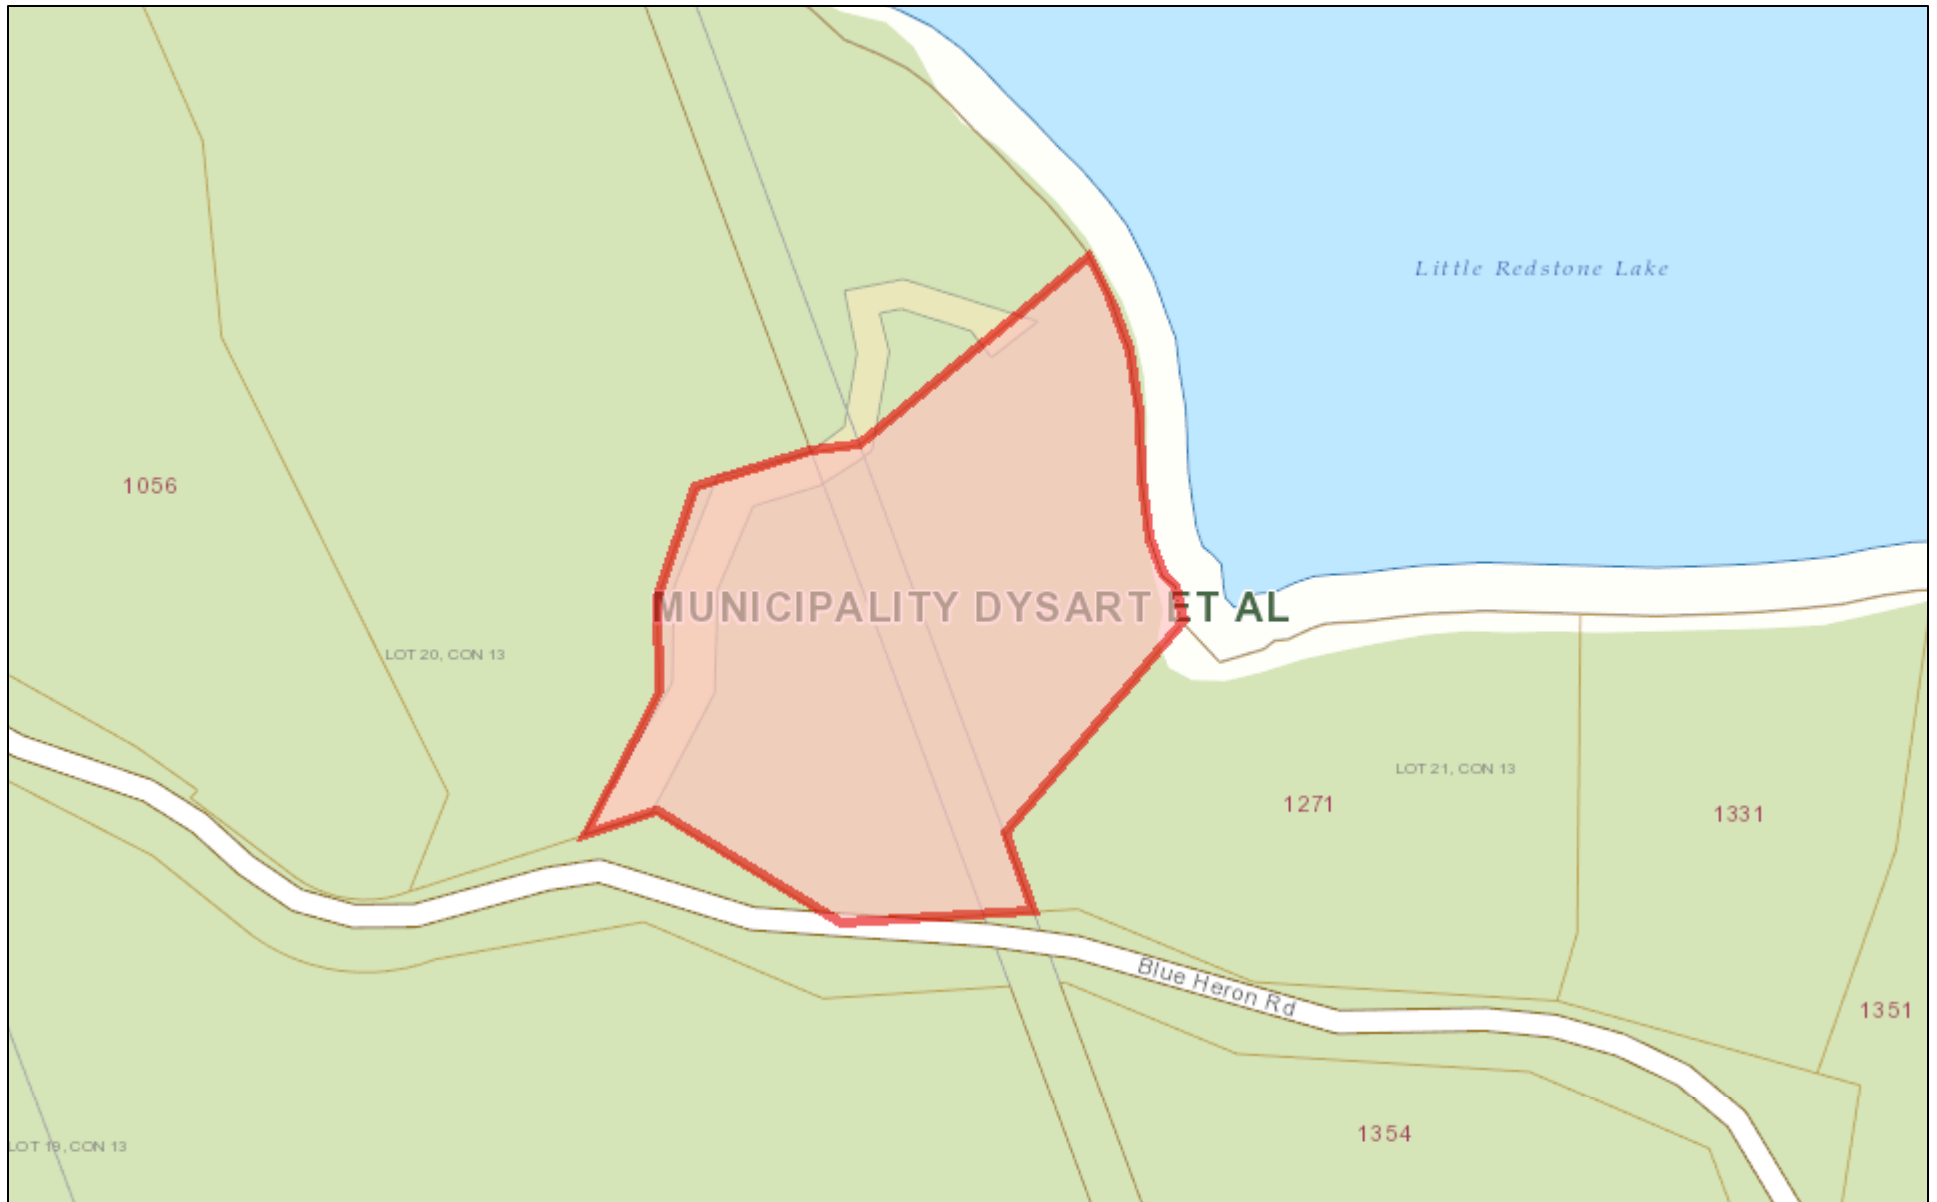 Little Redstone Lake
1056
MUNICIPALITY DYSART ET AL
LOT 20, CON 13
LOT 21, CON 13
1271
1331
Blue Heron Rd
1351
1354
LOT 19, CON 13